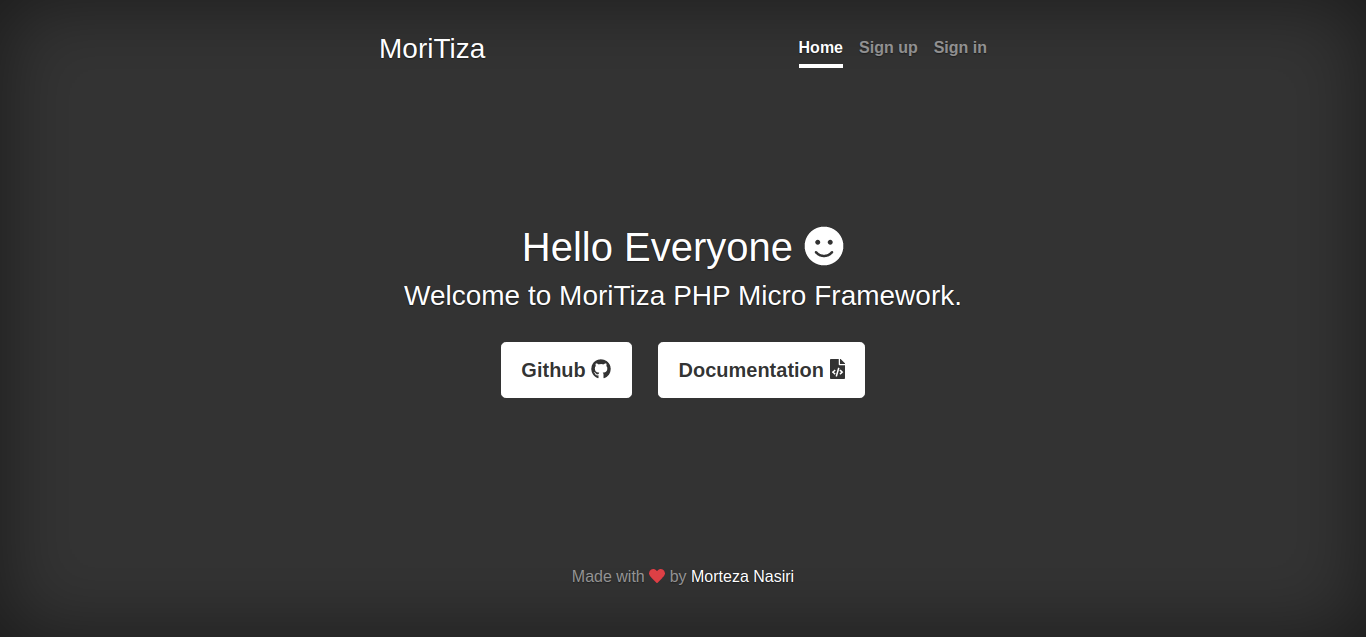 MoriTiza
Home Sign up Sign in
Hello Everyone
Welcome to MoriTiza PHP Micro Framework.
Github Documentation
Made with by Morteza Nasiri